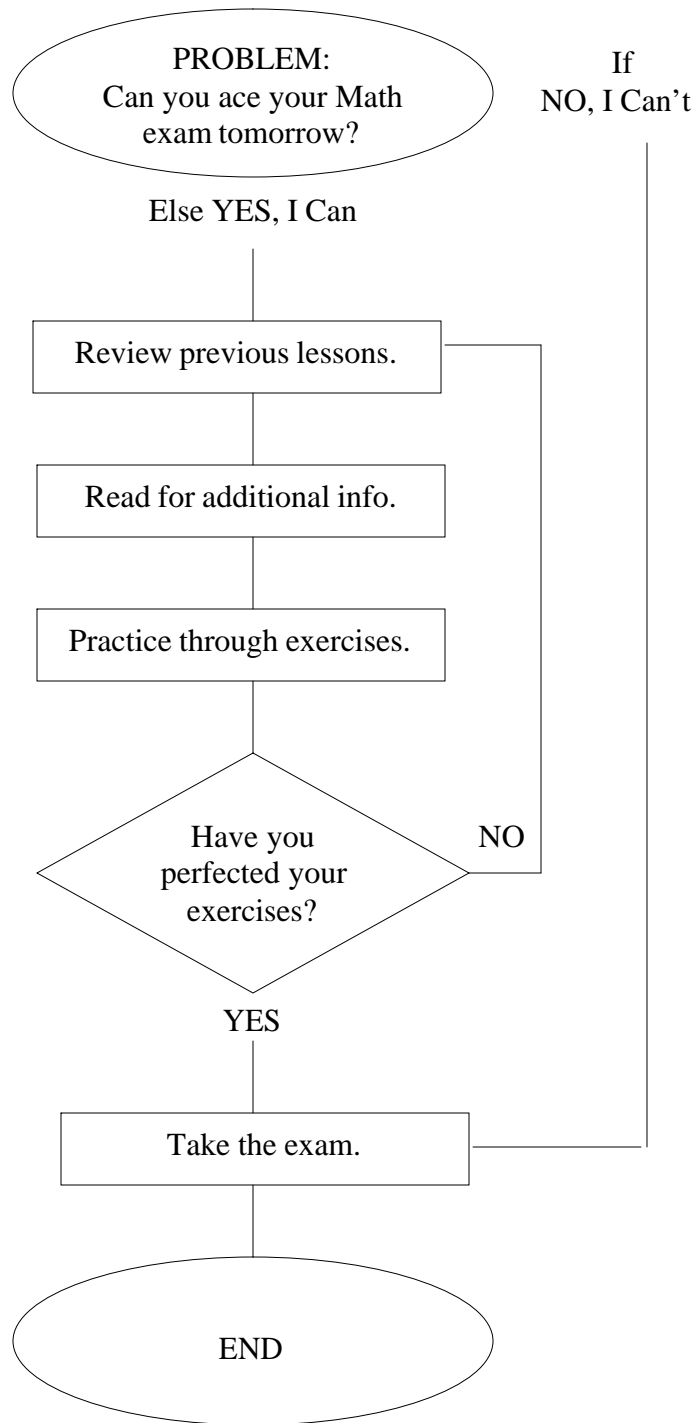 PROBLEM:
Can you ace your Math
exam tomorrow?
If
NO, I Can’t
Else YES, I Can
Review previous lessons.
Read for additional info.
Practice through exercises.
Have you
perfected your
exercises?
NO
YES
Take the exam.
END